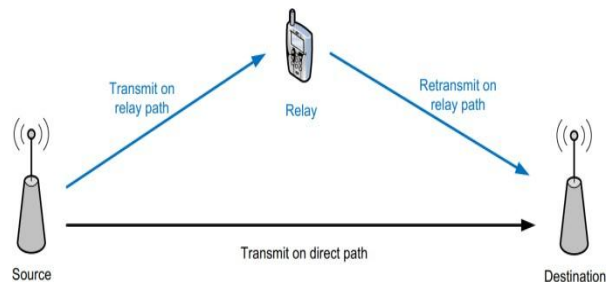 Transmit on
relay path
Relay
Retransmit on
relay path
Transmit on direct path
Source
Destination